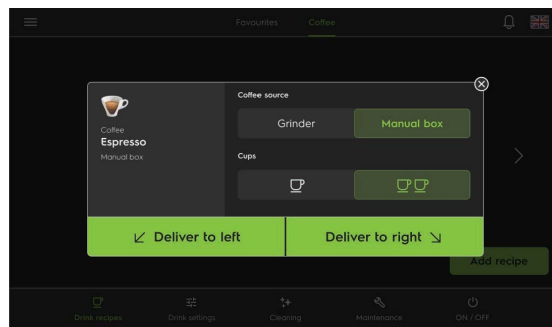 Favourites Coffee
Coffee source
Grinder Manual box
Coffee
Espresso
Manual box
Cups
Deliver to left Deliver to right
Add recipe
Drink recipes Drink settings Cleaning Maintenance ON / OFF